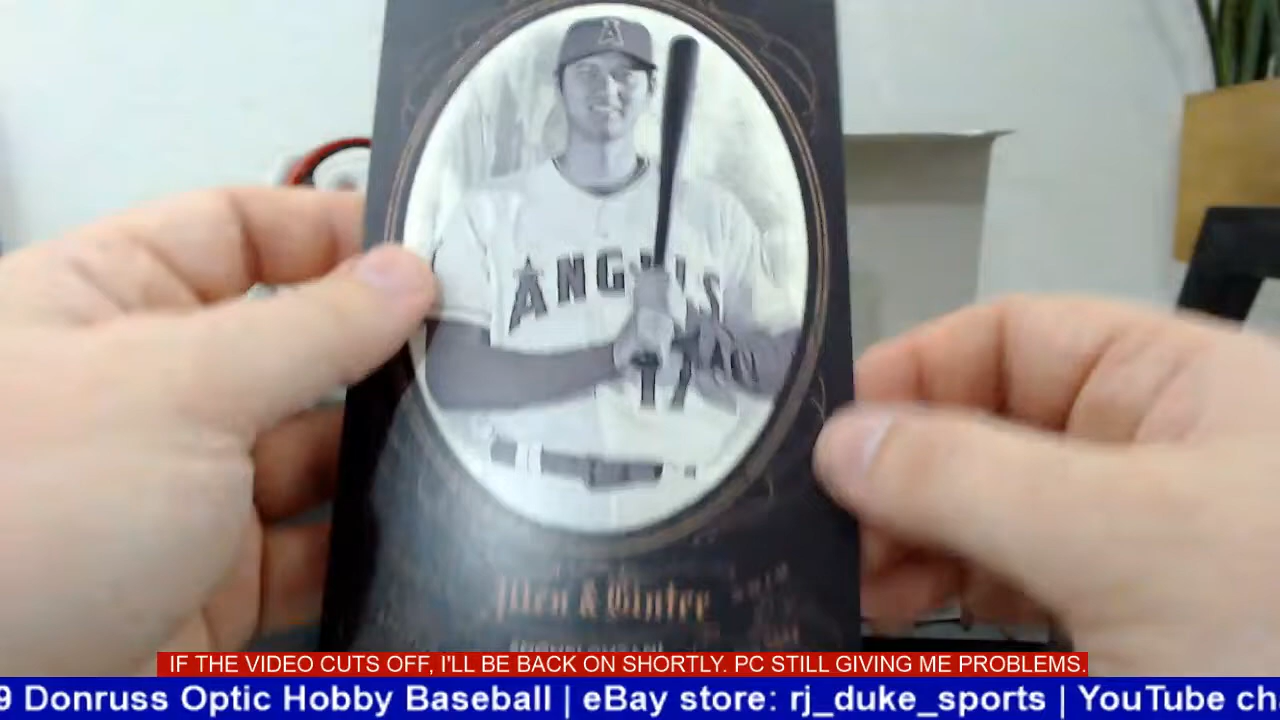 A
ANGELS
17
Allen & Ginter
IF THE VIDEO CUTS OFF, I'LL BE BACK ON SHORTLY. PC STILL GIVING ME PROBLEMS.
9 Donruss Optic Hobby Baseball | eBay store: rj_duke_sports | YouTube ch